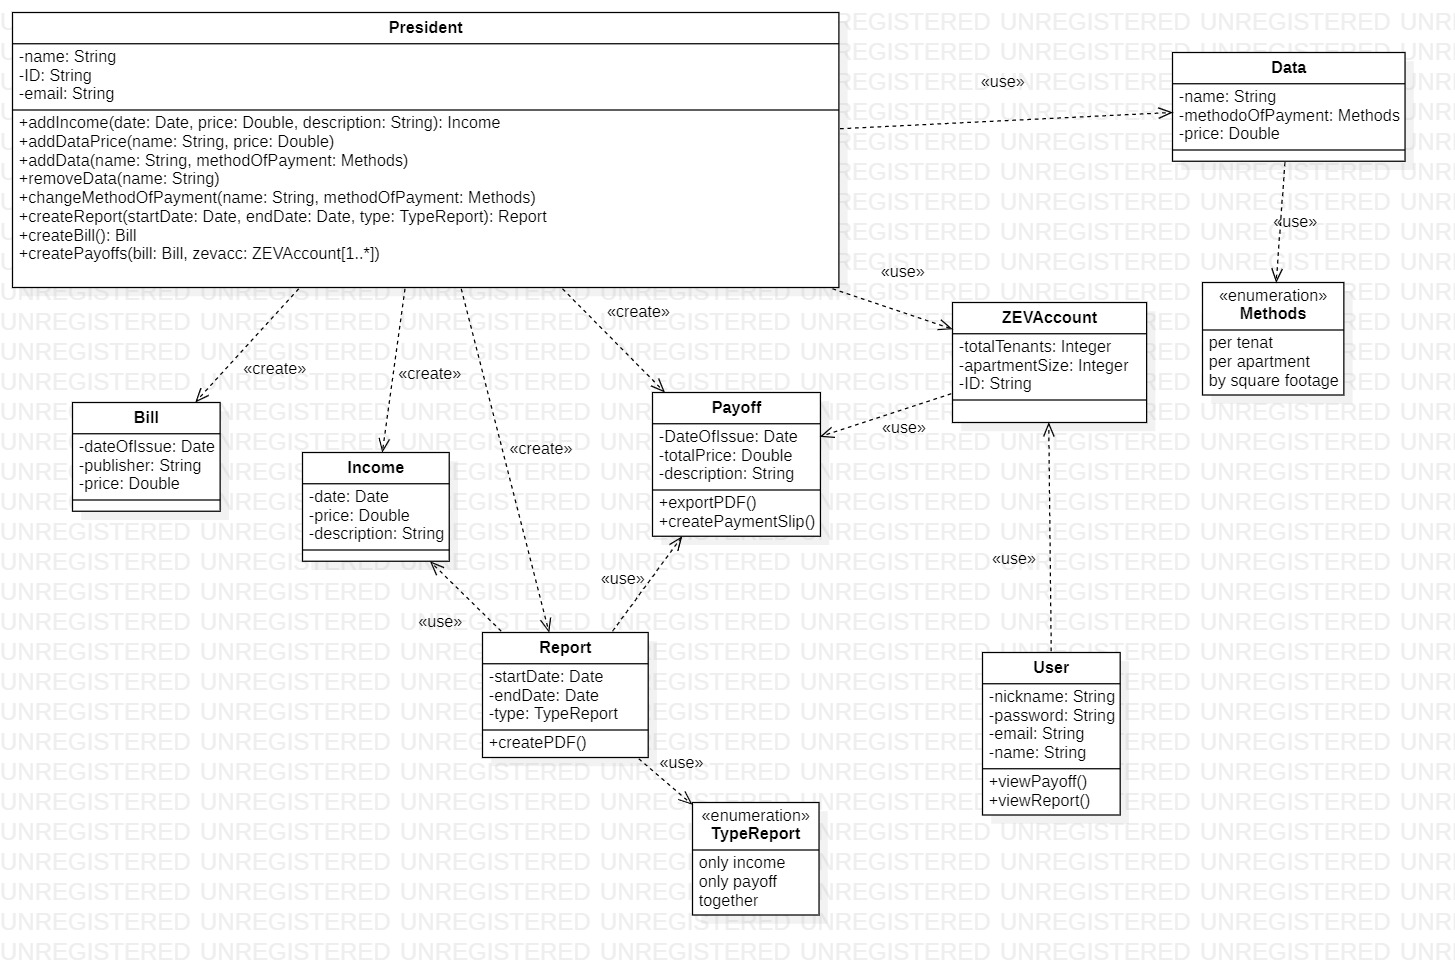 President
-name: String
-ID: String
-email: String
+addIncome(date: Date, price: Double, description: String): Income
+addDataPrice(name: String, price: Double)
+addData(name: String, methodOfPayment: Methods)
+removeData(name: String)
+changeMethodOfPayment(name: String, methodOfPayment: Methods)
+createReport(startDate: Date, endDate: Date, type: TypeReport): Report
+createBill(): Bill
+createPayoffs(bill: Bill, zevacc: ZEVAccount[1..*])
«use»
Data
-name: String
-methodoOfPayment: Methods
-price: Double
«use»
«enumeration»
Methods
per tenat
per apartment
by square footage
«use»
ZEVAccount
-totalTenants: Integer
-apartmentSize: Integer
-ID: String
«create»
«create»
«create»
«create»
Bill
-dateOfIssue: Date
-publisher: String
-price: Double
Income
-date: Date
-price: Double
-description: String
Payoff
-DateOfIssue: Date
-totalPrice: Double
-description: String
+exportPDF()
+createPaymentSlip()
«use»
«use»
«use»
«use»
Report
-startDate: Date
-endDate: Date
-type: TypeReport
+createPDF()
«use»
«enumeration»
TypeReport
only income
only payoff
together
User
-nickname: String
-password: String
-email: String
-name: String
+viewPayoff()
+viewReport()
UNREGISTERED